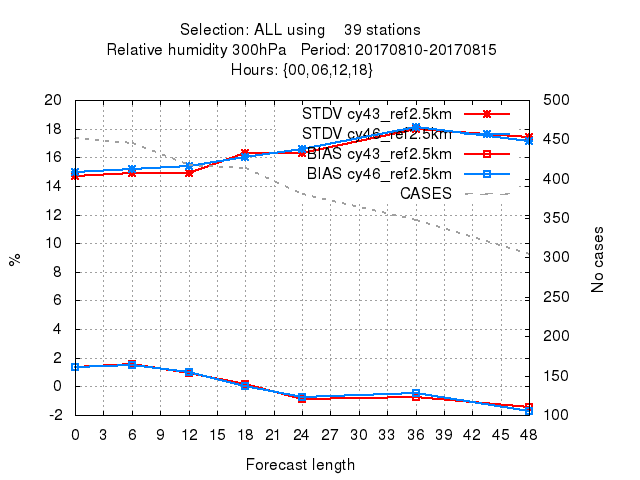 Selection: ALL using 39 stations
Relative humidity 300hPa Period: 20170810-20170815
Hours: {00,06,12,18}
STDV cy43_ref2.5km
STDV cy46_ref2.5km
BIAS cy43_ref2.5km
BIAS cy46_ref2.5km
CASES
%
20
18
16
14
12
10
8
6
4
2
0
-2
500
450
400
350
300
250
200
150
100
No cases
0 3 6 9 12 15 18 21 24 27 30 33 36 39 42 45 48
Forecast length